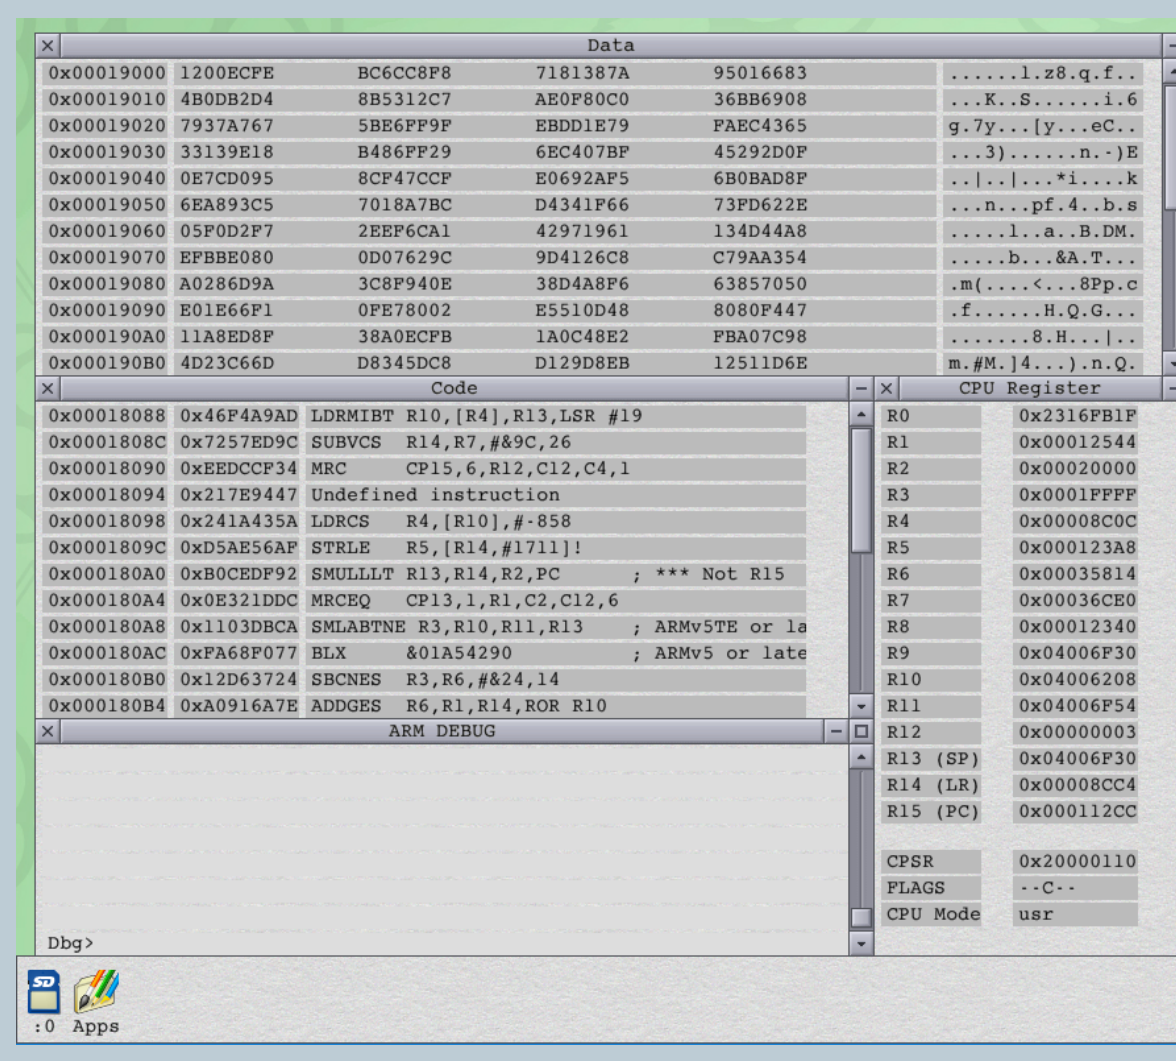 Data
0x00019000 1200ECFE BC6CC8F8 7181387A 95016683 ......l.z8.q.f..
0x00019010 4B0DB2D4 8B5312C7 AE0F80C0 36BB6908 ...K..S......i.6
0x00019020 7937A767 5BE6FF9F EBDD1E79 FAEC4365 g.7y...[y...eC..
0x00019030 33139E18 B486FF29 6EC407BF 45292D0F ...3)......n.-)E
0x00019040 0E7CD095 8CF47CCF E0692AF5 6B0BAD8F ..|..|...*i....k
0x00019050 6EA893C5 7018A7BC D4341F66 73FD622E ...n...pf.4..b.s
0x00019060 05F0D2F7 2EEF6CA1 42971961 134D44A8 .....l..a..B.DM.
0x00019070 EFBBE080 0D07629C 9D4126C8 C79AA354 .....b...&A.T...
0x00019080 A0286D9A 3C8F940E 38D4A8F6 63857050 .m(....<...8Pp.c
0x00019090 E01E66F1 0FE78002 E5510D48 8080F447 .f......H.Q.G...
0x000190A0 11A8ED8F 38A0ECFB 1A0C48E2 FBA07C98 .......8.H...|..
0x000190B0 4D23C66D D8345DC8 D129D8EB 12511D6E m.#M.]4...).n.Q.
Code
0x00018088 0x46F4A9AD LDRMIBT R10,[R4],R13,LSR #19
0x0001808C 0x7257ED9C SUBVCS R14,R7,#&9C,26
0x00018090 0xEEDCCF34 MRC CP15,6,R12,C12,C4,1
0x00018094 0x217E9447 Undefined instruction
0x00018098 0x241A435A LDRCS R4,[R10],#-858
0x0001809C 0xD5AE56AF STRLE R5,[R14,#1711]!
0x000180A0 0xB0CEDF92 SMULLLT R13,R14,R2,PC ; *** Not R15
0x000180A4 0x0E321DDC MRCEQ CP13,1,R1,C2,C12,6
0x000180A8 0x1103DBCA SMLABTNE R3,R10,R11,R13 ; ARMv5TE or la
0x000180AC 0xFA68F077 BLX &01A54290 ; ARMv5 or late
0x000180B0 0x12D63724 SBCNES R3,R6,#&24,14
0x000180B4 0xA0916A7E ADDGES R6,R1,R14,ROR R10
CPU Register
R0 0x2316FB1F
R1 0x00012544
R2 0x00020000
R3 0x0001FFFF
R4 0x00008C0C
R5 0x000123A8
R6 0x00035814
R7 0x00036CE0
R8 0x00012340
R9 0x04006F30
R10 0x04006208
R11 0x04006F54
R12 0x00000003
R13 (SP) 0x04006F30
R14 (LR) 0x00008CC4
R15 (PC) 0x000112CC
CPSR 0x20000110
FLAGS --C--
CPU Mode usr
ARM DEBUG
Dbg>
SD
:0 Apps